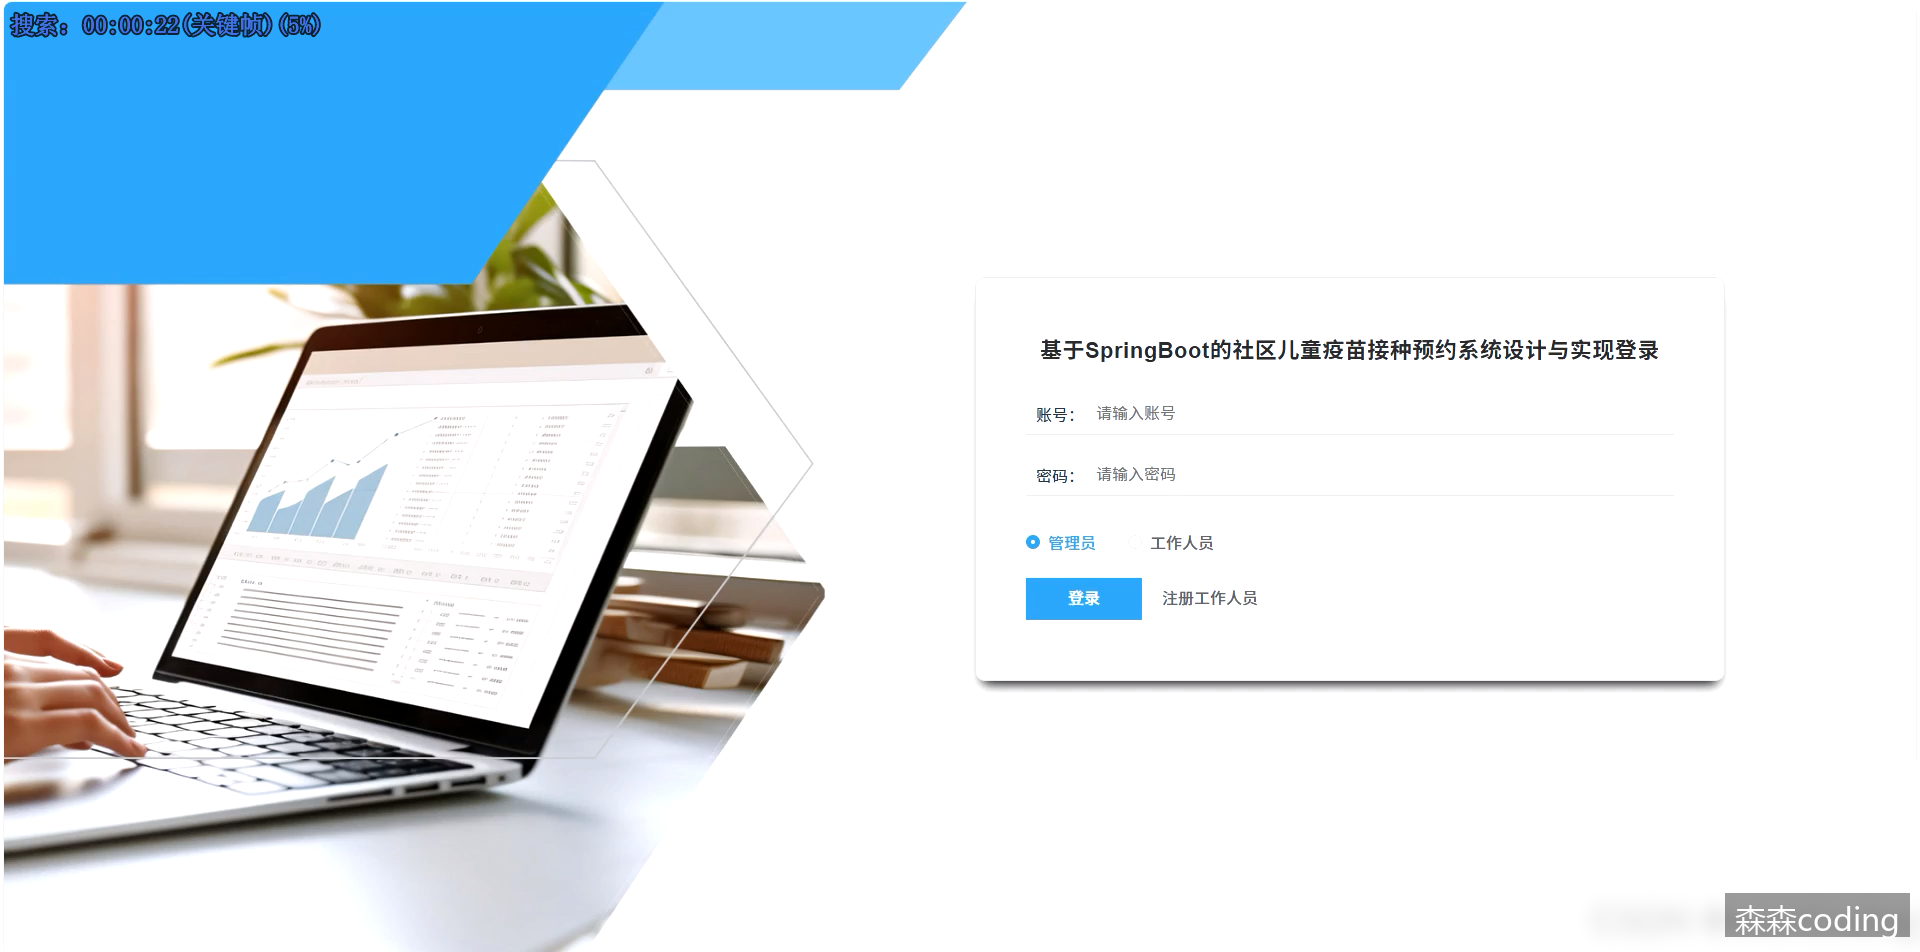 搜索：00:00:22(关键帧)(5%)
基于SpringBoot的社区儿童疫苗接种预约系统设计与实现登录
账号： 请输入账号
密码： 请输入密码
管理员 工作人员
登录 注册工作人员
森森coding